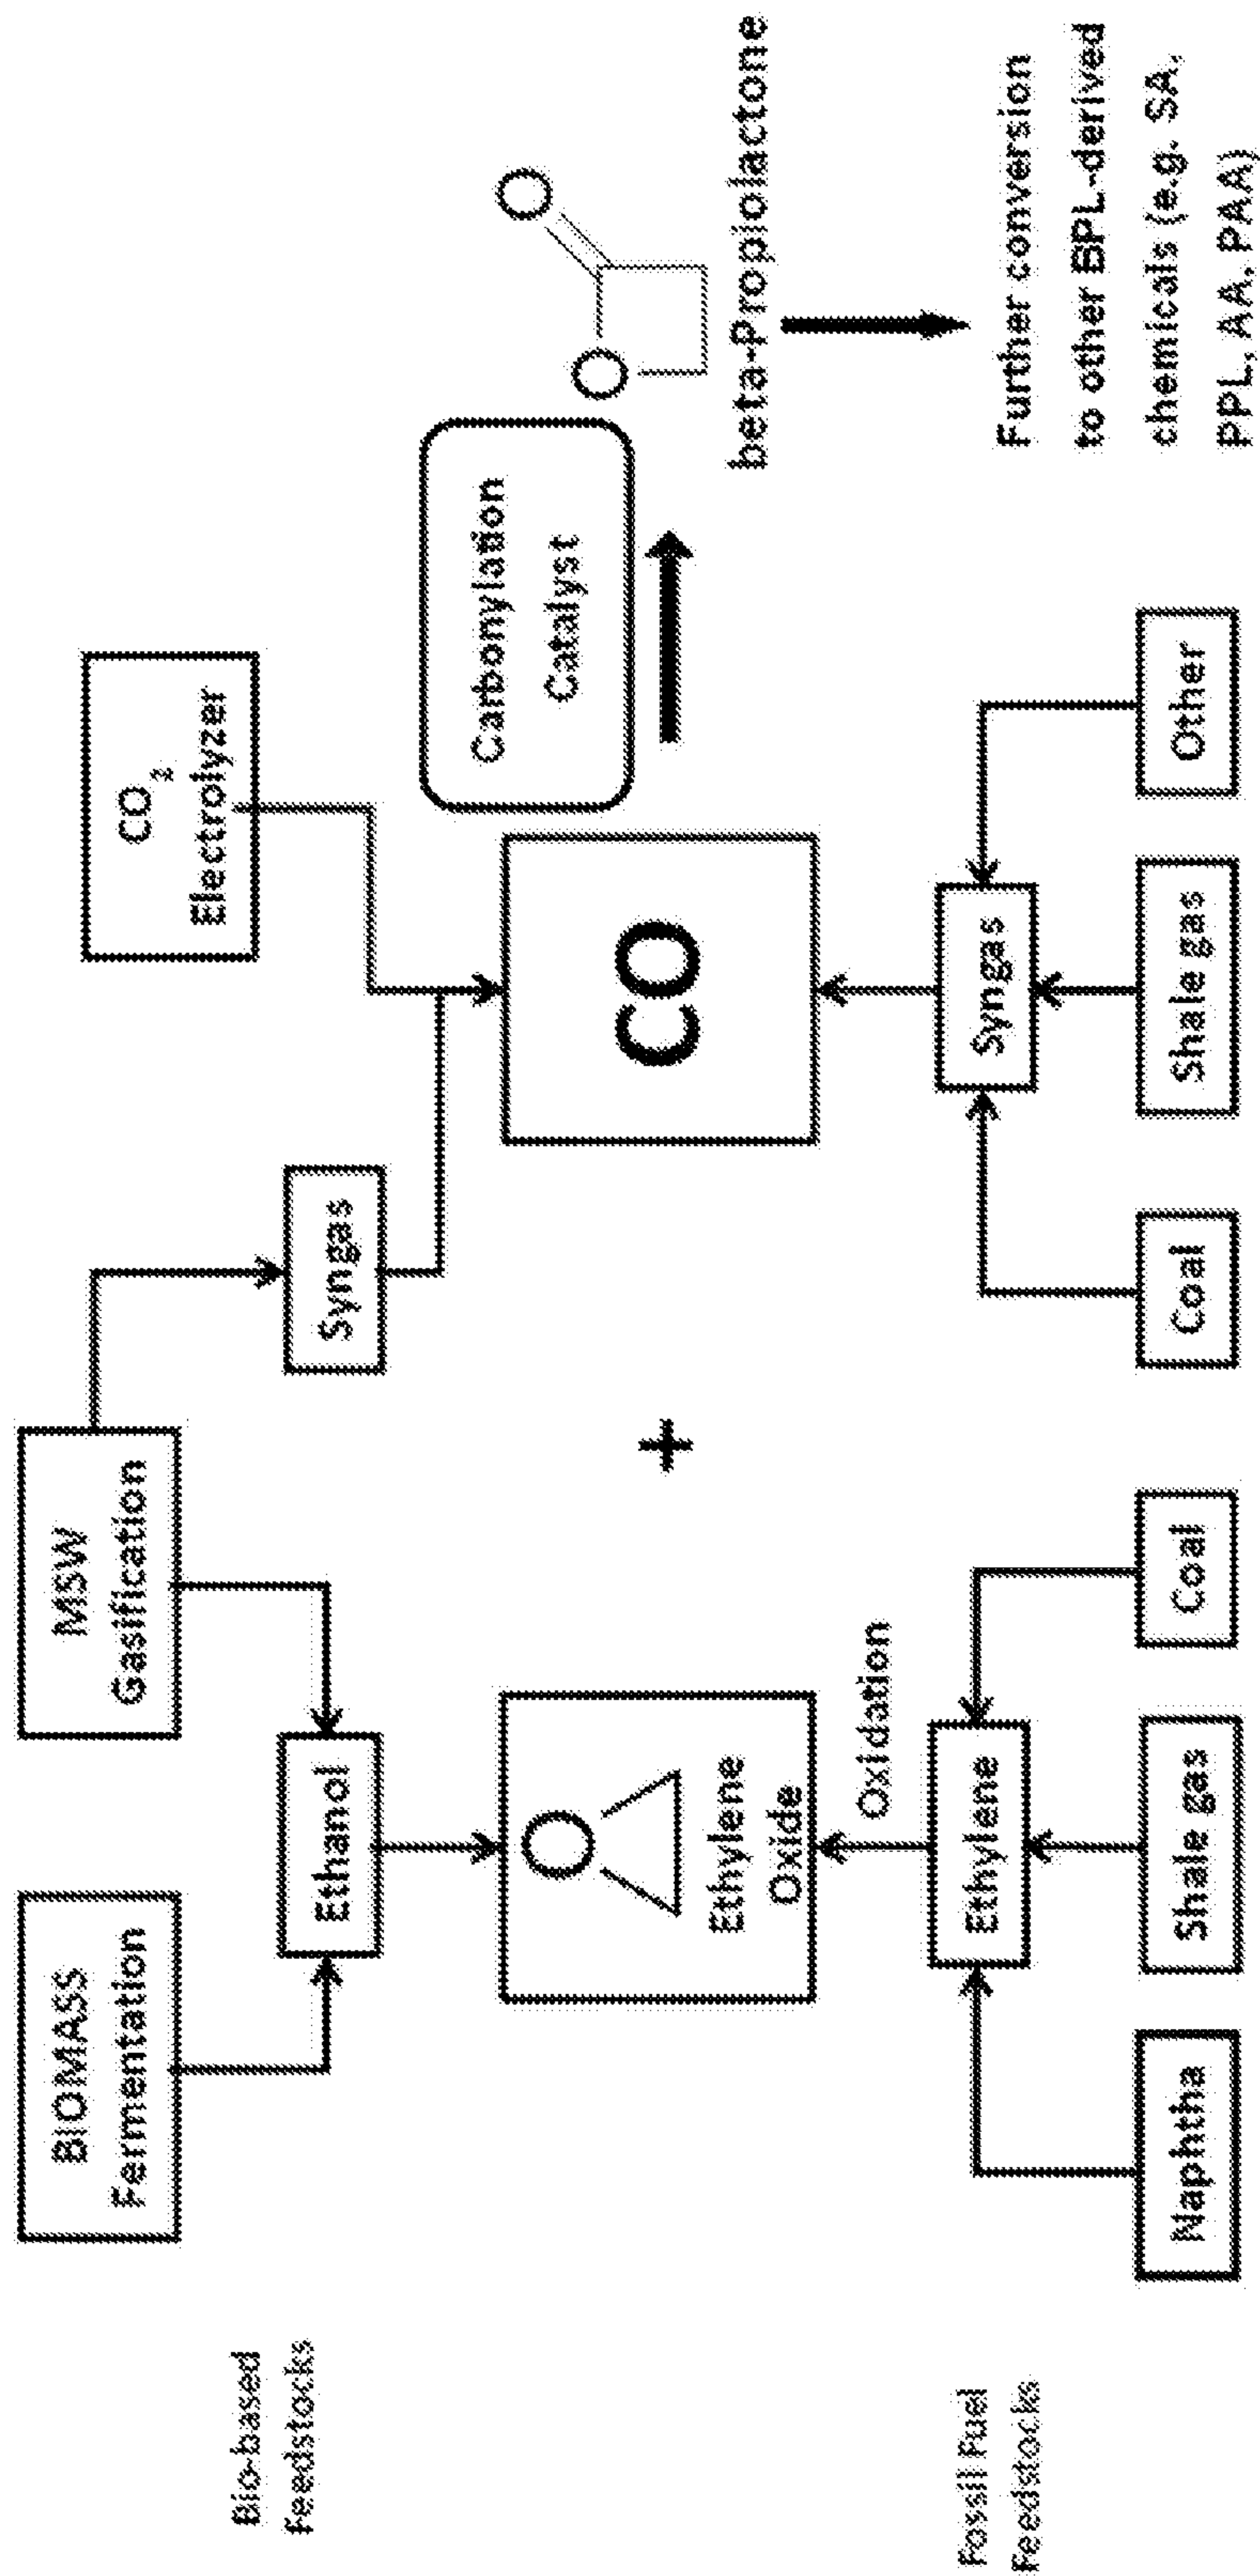 Bio-based
Feedstocks
BIOMASS
Fermentation
MSW
Gasification
CO2
Electrolyzer
Ethanol
Syngas
O
Ethylene
Oxide
+
CO
Carbonylation
Catalyst
O
O
beta-Propiolactone
Oxidation
Fossil Fuel
Feedstocks
Ethylene
Syngas
Naphtha
Shale gas
Coal
Coal
Shale gas
Other
Further conversion
to other BPL-derived
chemicals (e.g. SA,
PPL, AA, PAA)